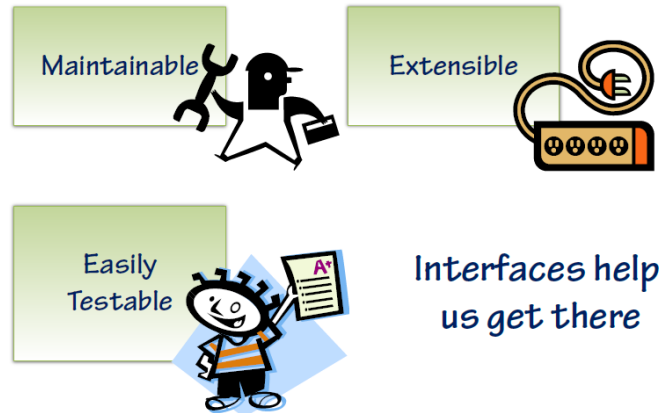 Maintainable
Extensible
Easily
Testable
A+
Interfaces help
us get there